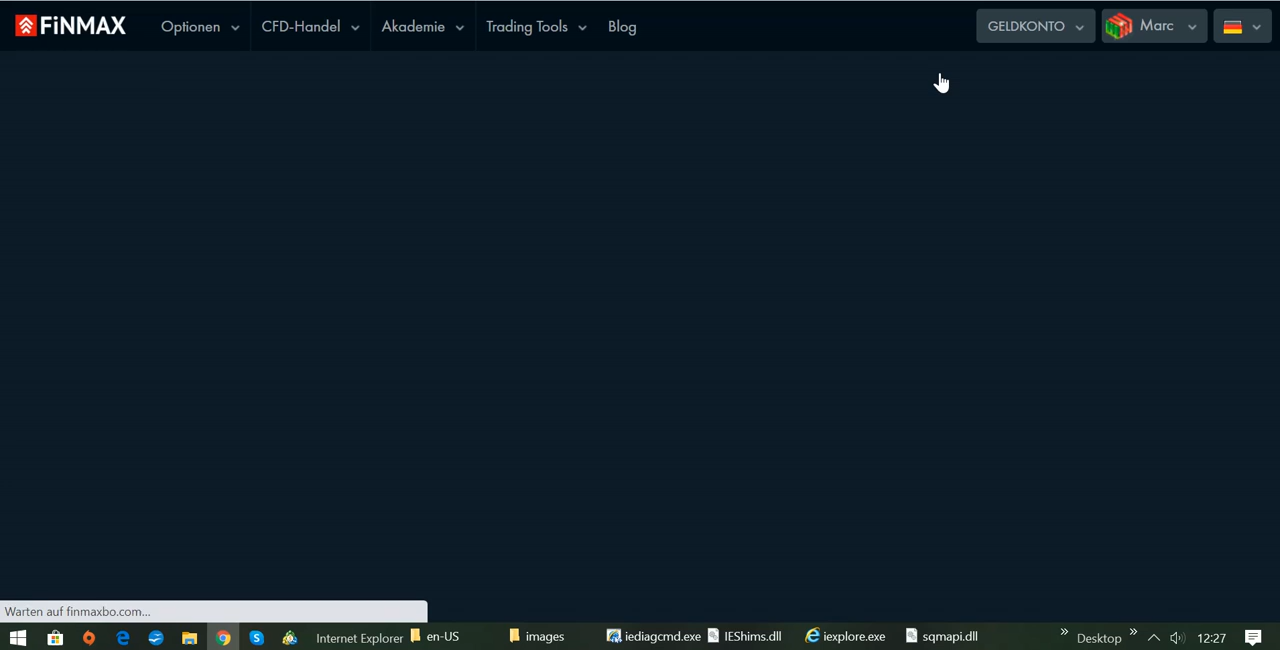 FiNMAX Optionen CFD-Handel Akademie Trading Tools Blog GELDKONTO Marc
Warten auf finmaxbo.com...
Internet Explorer en-US images iediagcmd.exe IEShims.dll iexplore.exe sqmapi.dll » Desktop » 12:27